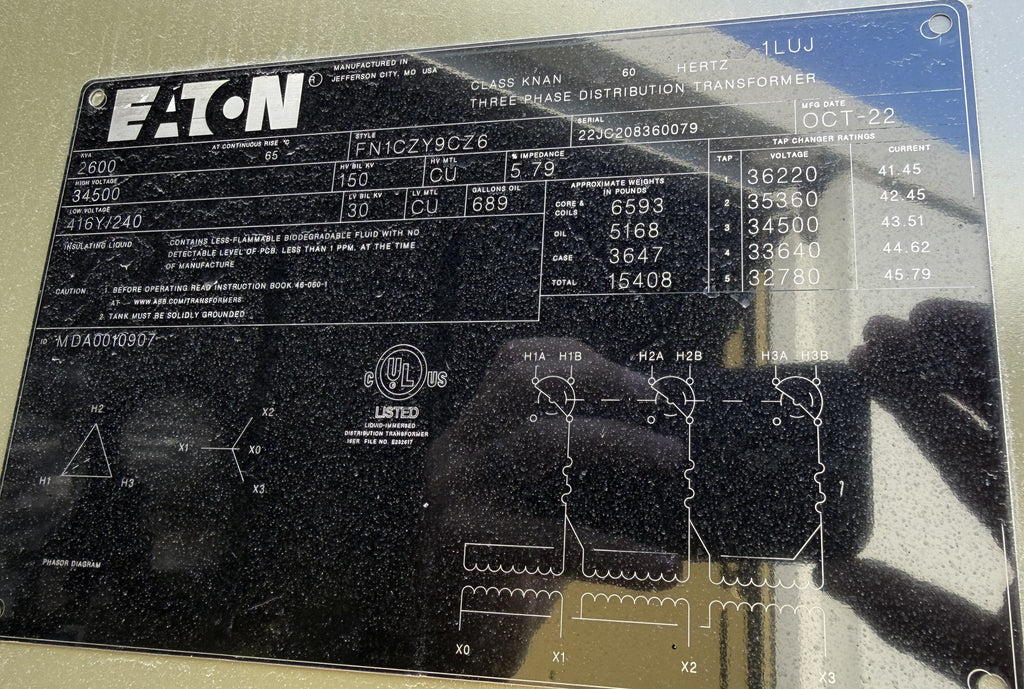 1LUJ
EATON ®
MANUFACTURED IN
JEFFERSON CITY, MO USA
CLASS KNAN 60 HERTZ
THREE PHASE DISTRIBUTION TRANSFORMER
KVA 2600
AT CONTINUOUS RISE °C 65
STYLE FN1CZY9CZ6
SERIAL 22JC208360079
MFG DATE OCT-22
HIGH VOLTAGE 34500
HV BIL KV 150
HV MTL CU
% IMPEDANCE 5.79
LOW VOLTAGE 416Y/240
LV BIL KV 30
LV MTL CU
GALLONS OIL 689
INSULATING LIQUID
CONTAINS LESS-FLAMMABLE BIODEGRADABLE FLUID WITH NO
DETECTABLE LEVEL OF PCB, LESS THAN 1 PPM, AT THE TIME
OF MANUFACTURE
CAUTION 1. BEFORE OPERATING READ INSTRUCTION BOOK 46-060-1
AT - WWW.ABB.COM/TRANSFORMERS
2. TANK MUST BE SOLIDLY GROUNDED
APPROXIMATE WEIGHTS
IN POUNDS
CORE & COILS 6593
OIL 5168
CASE 3647
TOTAL 15408
TAP CHANGER RATINGS
TAP VOLTAGE CURRENT
1 36220 41.45
2 35360 42.45
3 34500 43.51
4 33640 44.62
5 32780 45.79
ID MDA0010907
C UL US
®
LISTED
LIQUID-IMMERSED
DISTRIBUTION TRANSFORMER
H1A H1B H2A H2B H3A H3B
H2
H1 H3
X2
X1 X0
X3
PHASOR DIAGRAM
X0 X1 X2 X3